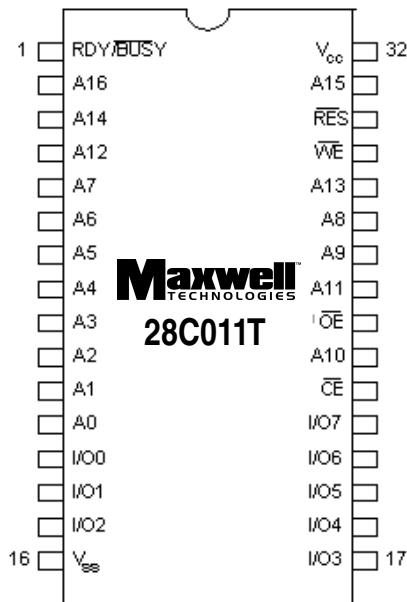 1 RDY/BUSY Vcc 32
A16 A15
A14 RES
A12 WE
A7 A13
A6 A8
A5 A9
A4 A11
A3 OE
A2 A10
A1 CE
A0 I/O7
I/O0 I/O6
I/O1 I/O5
I/O2 I/O4
16 Vss I/O3 17
Maxwell
TECHNOLOGIES
28C011T